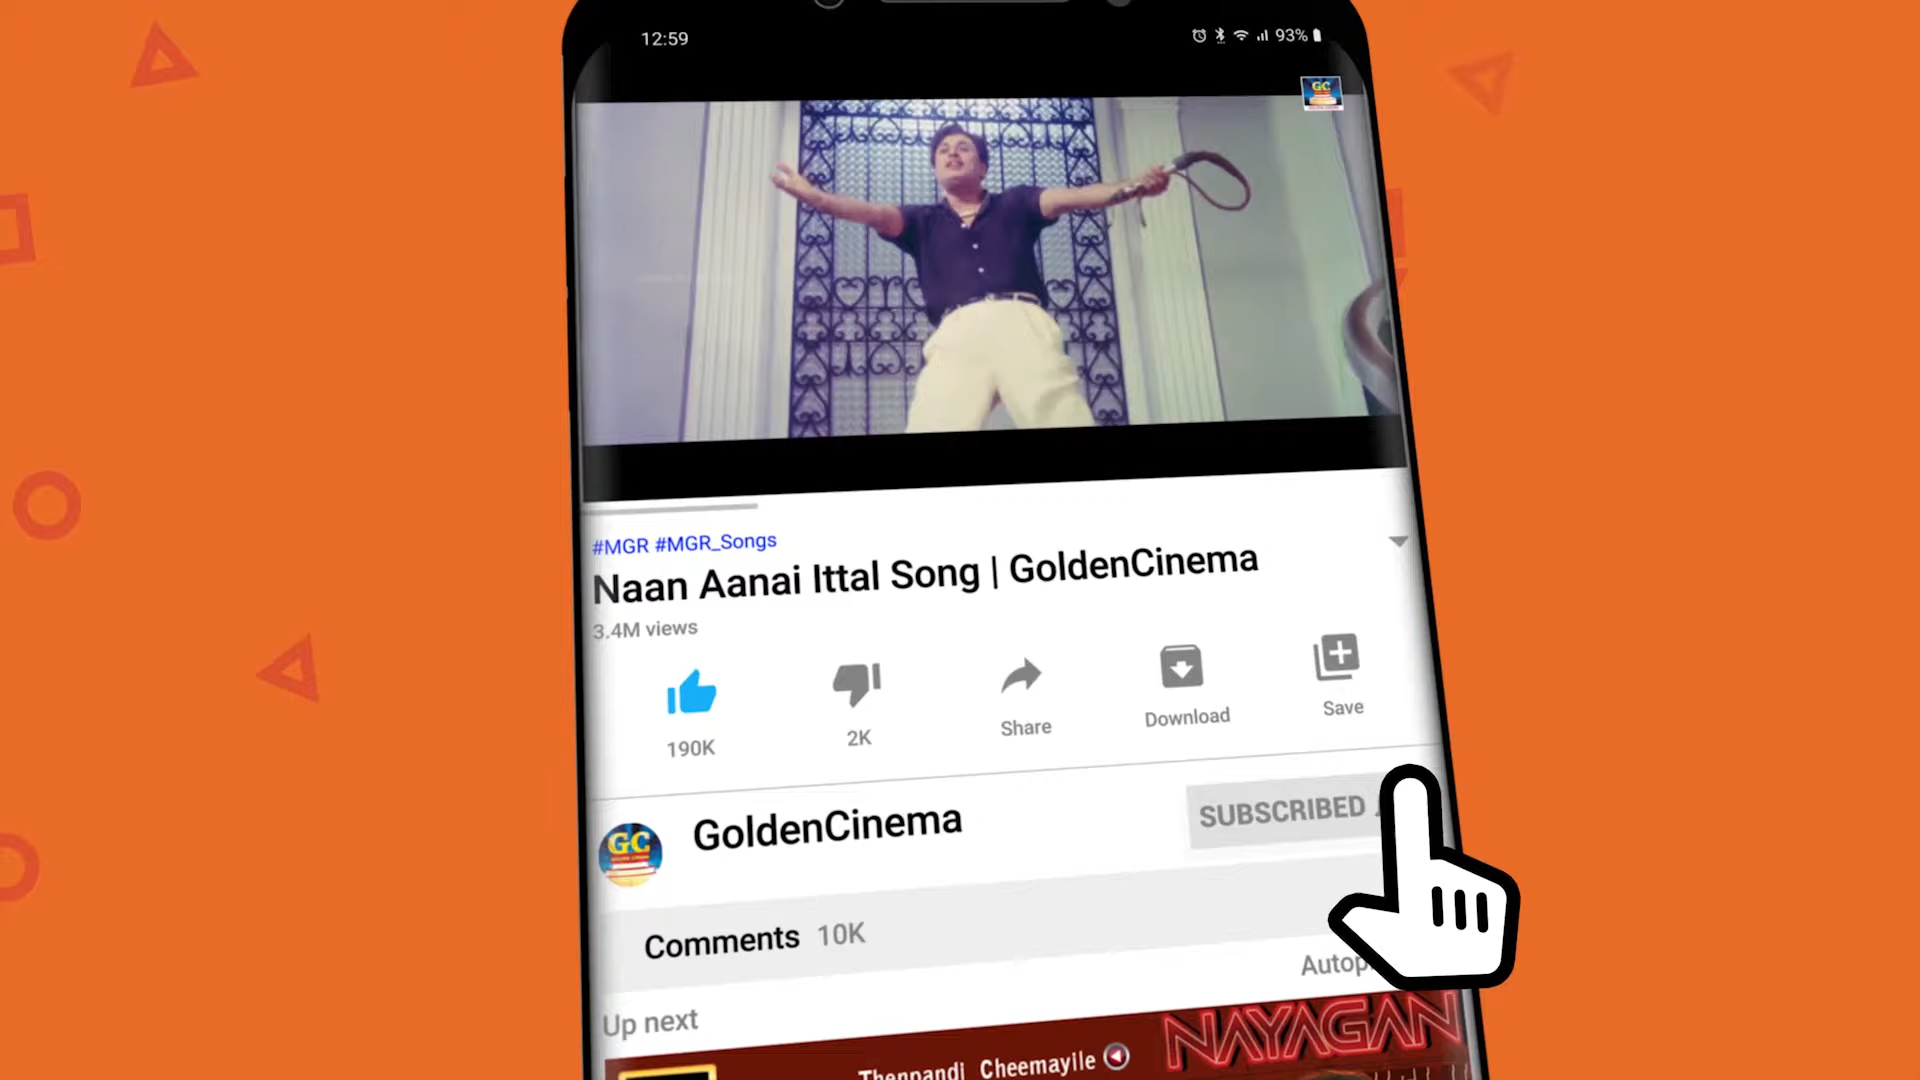 12:59
93%
GC
#MGR #MGR_Songs
Naan Aanai Ittal Song | GoldenCinema
3.4M views
190K
2K
Share
Download
Save
GC
GoldenCinema
SUBSCRIBED
Comments 10K
Up next
Thenpandi Cheemayile
NAYAGAN